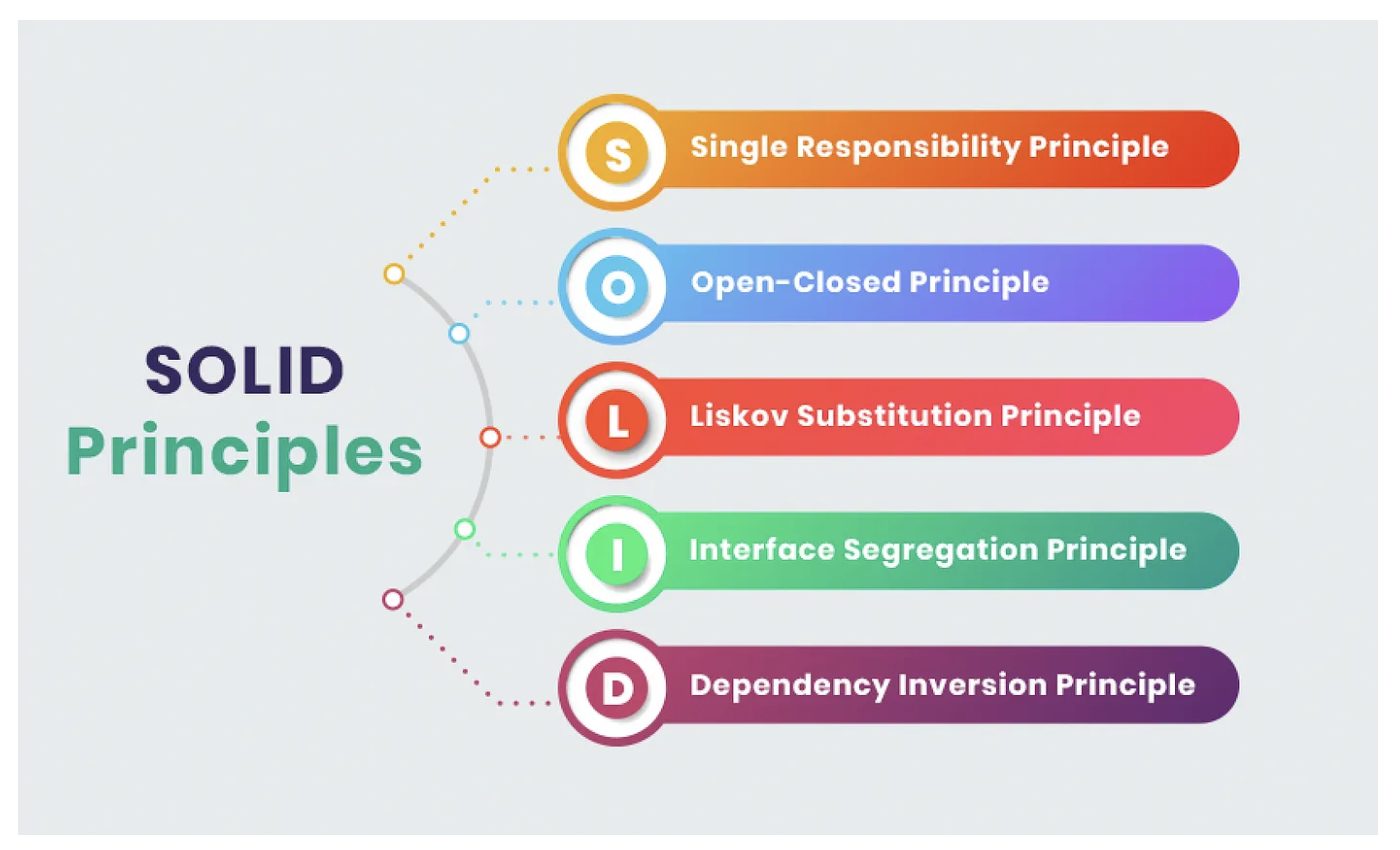 SOLID
Principles
S
Single Responsibility Principle
O
Open-Closed Principle
L
Liskov Substitution Principle
I
Interface Segregation Principle
D
Dependency Inversion Principle